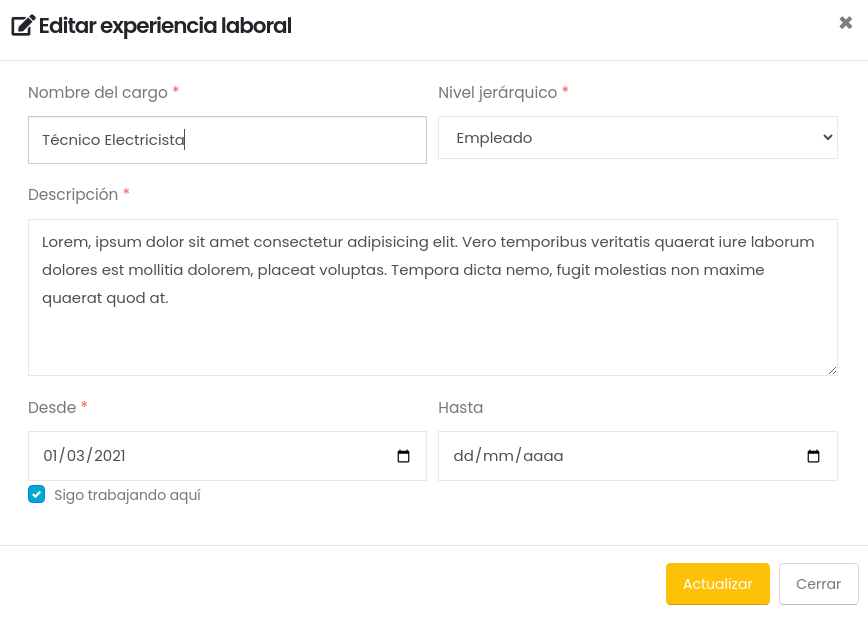 Editar experiencia laboral
Nombre del cargo *
Nivel jerárquico *
Técnico Electricista
Empleado
Descripción *
Lorem, ipsum dolor sit amet consectetur adipisicing elit. Vero temporibus veritatis quaerat iure laborum
dolores est mollitia dolorem, placeat voluptas. Tempora dicta nemo, fugit molestias non maxime
quaerat quod at.
Desde *
Hasta
01/03/2021
dd/mm/aaaa
Sigo trabajando aquí
Actualizar
Cerrar